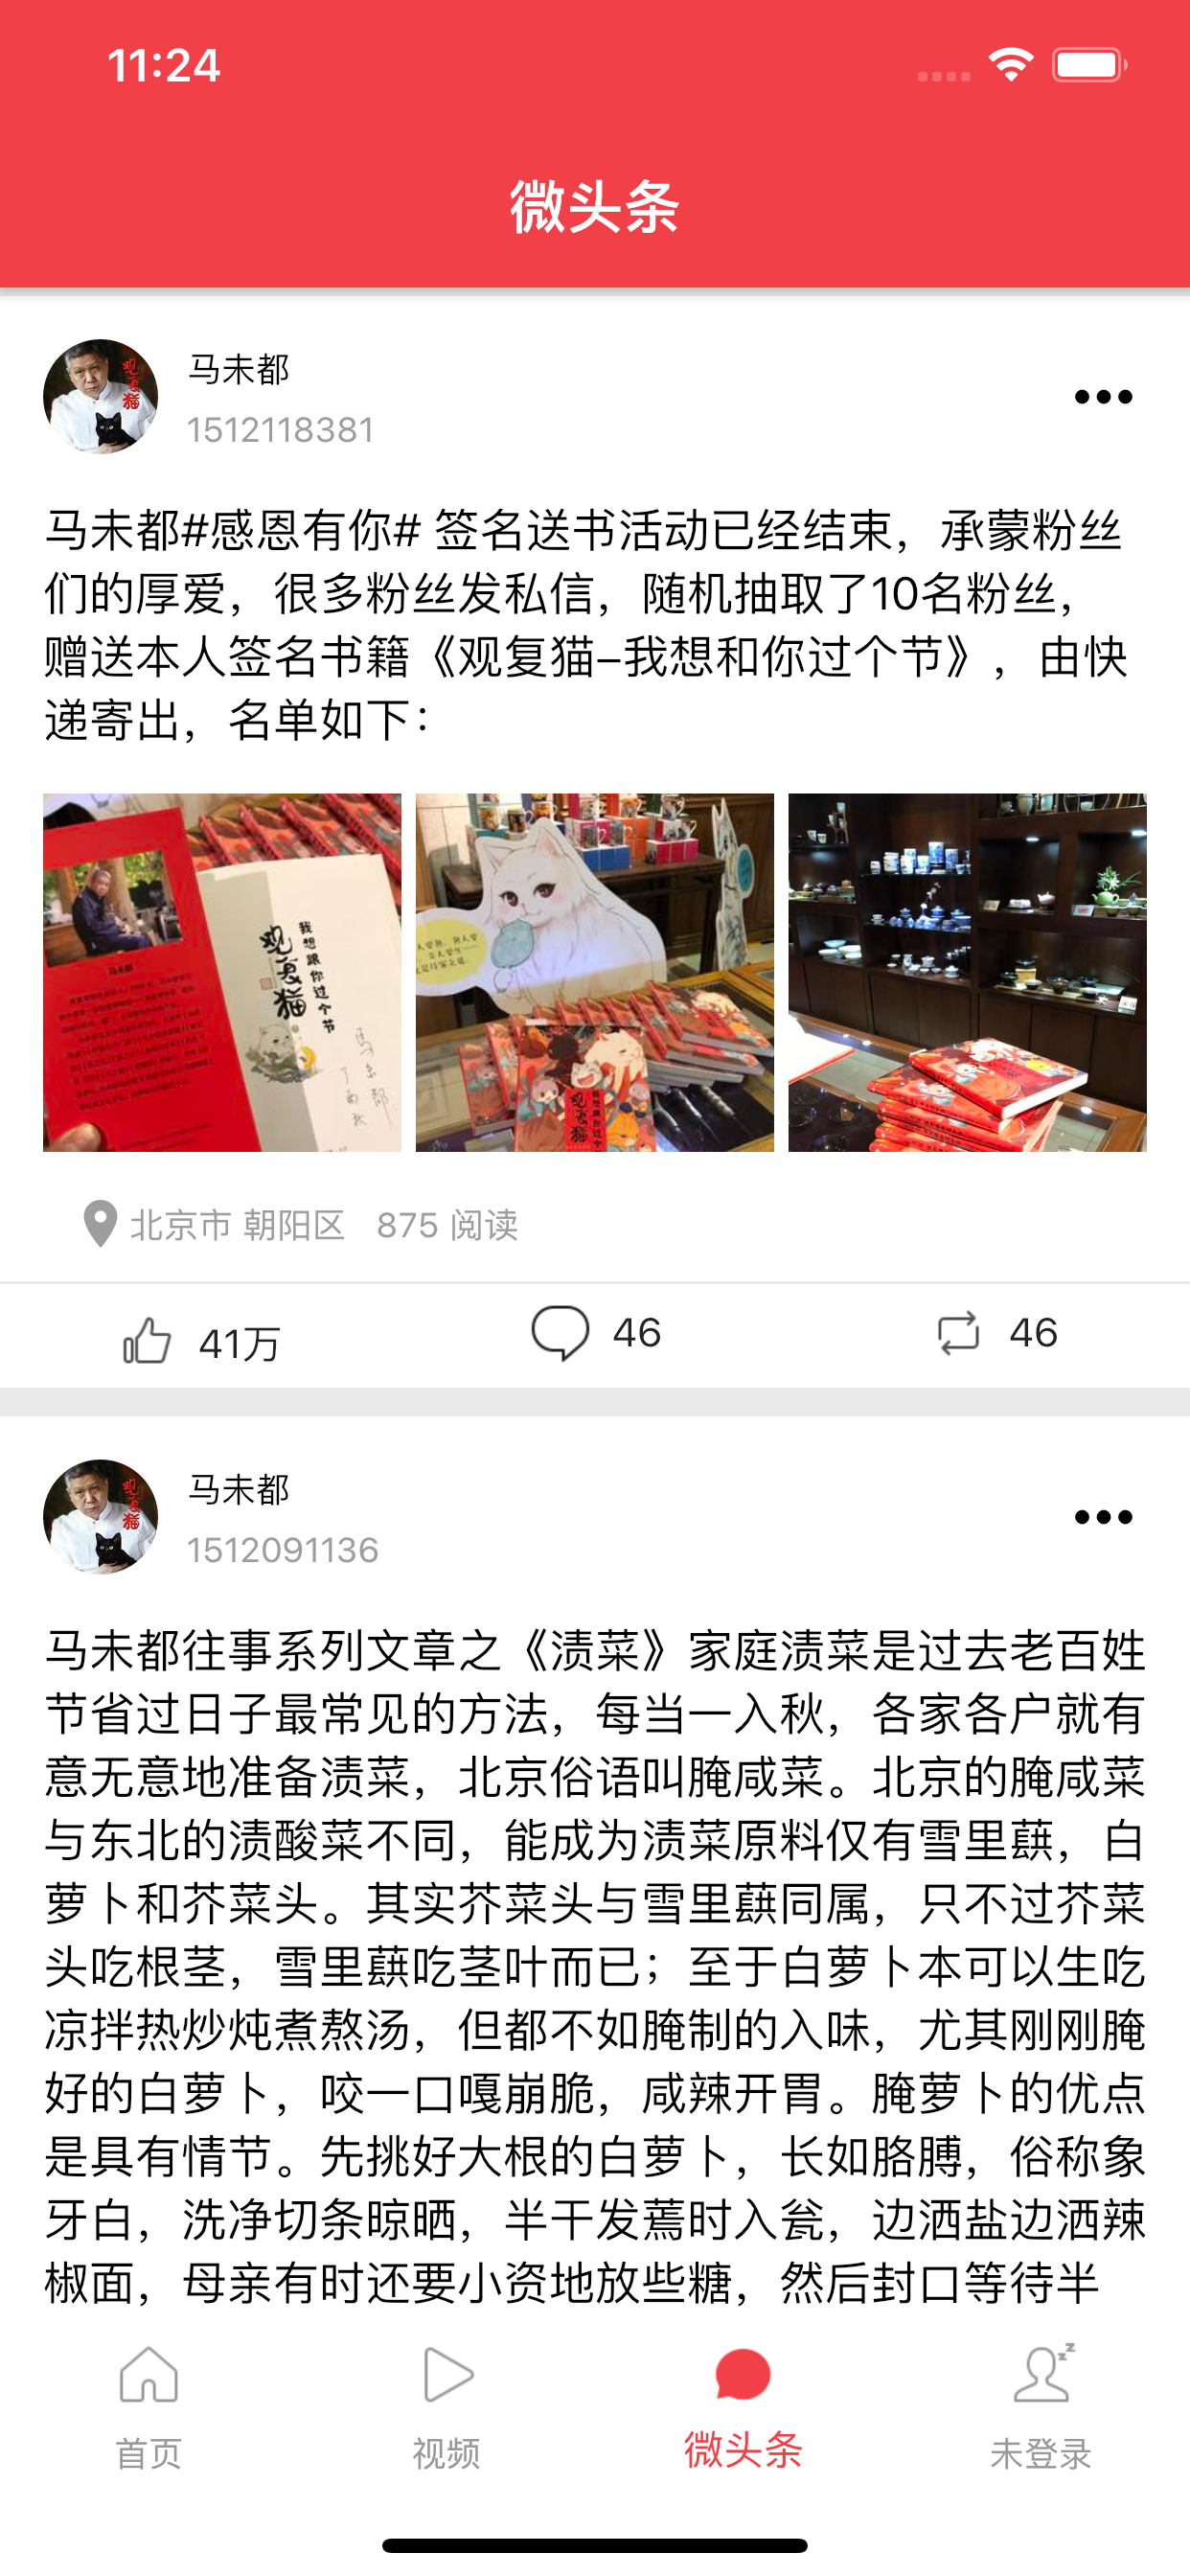 11:24
微头条
马未都
1512118381
马未都#感恩有你# 签名送书活动已经结束，承蒙粉丝
们的厚爱，很多粉丝发私信，随机抽取了10名粉丝，
赠送本人签名书籍《观复猫–我想和你过个节》，由快
递寄出，名单如下：
我想跟你过个节
观复猫
马未都
北京市 朝阳区 875 阅读
41万
46
46
马未都
1512091136
马未都往事系列文章之《渍菜》家庭渍菜是过去老百姓
节省过日子最常见的方法，每当一入秋，各家各户就有
意无意地准备渍菜，北京俗语叫腌咸菜。北京的腌咸菜
与东北的渍酸菜不同，能成为渍菜原料仅有雪里蕻，白
萝卜和芥菜头。其实芥菜头与雪里蕻同属，只不过芥菜
头吃根茎，雪里蕻吃茎叶而已；至于白萝卜本可以生吃
凉拌热炒炖煮熬汤，但都不如腌制的入味，尤其刚刚腌
好的白萝卜，咬一口嘎崩脆，咸辣开胃。腌萝卜的优点
是具有情节。先挑好大根的白萝卜，长如胳膊，俗称象
牙白，洗净切条晾晒，半干发蔫时入瓮，边洒盐边洒辣
椒面，母亲有时还要小资地放些糖，然后封口等待半
首页
视频
微头条
未登录